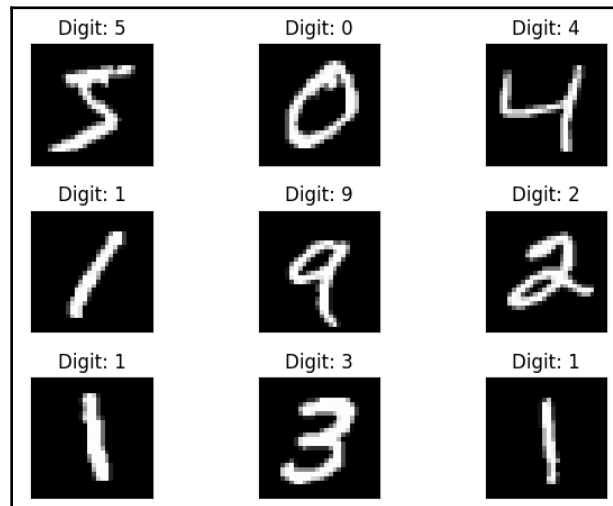 Digit: 5 Digit: 0 Digit: 4
5 0 4
Digit: 1 Digit: 9 Digit: 2
1 9 2
Digit: 1 Digit: 3 Digit: 1
1 3 1